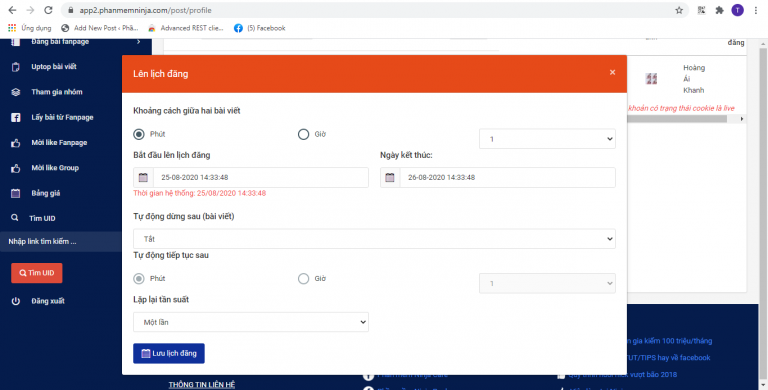 app2.phanmemninja.com/post/profile
Ứng dụng
Add New Post ‹ Phầ...
Advanced REST clie...
(5) Facebook
Đăng bài fanpage
Uptop bài viết
Tham gia nhóm
Lấy bài từ Fanpage
Mời like Fanpage
Mời like Group
Bảng giá
Tìm UID
Nhập link tìm kiếm ...
Tìm UID
Đăng xuất
đăng
Hoàng
Ái
Khanh
khoản có trạng thái cookie là live
Lên lịch đăng
×
Khoảng cách giữa hai bài viết
Phút
Giờ
1
Bắt đầu lên lịch đăng
Ngày kết thúc:
25-08-2020 14:33:48
26-08-2020 14:33:48
Thời gian hệ thống: 25/08/2020 14:33:48
Tự động dừng sau (bài viết)
Tắt
Tự động tiếp tục sau
Phút
Giờ
1
Lặp lại tần suất
Một lần
Lưu lịch đăng
gia kiếm 100 triệu/tháng
TUT/TIPS hay về facebook
vượt bão 2018
THÔNG TIN LIÊN HỆ